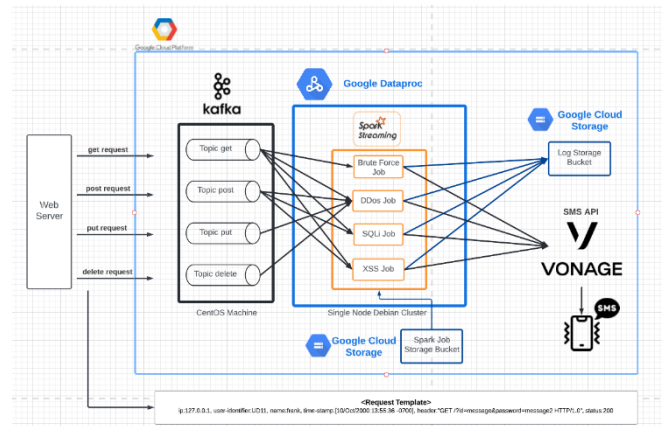 Google Cloud Platform
kafka
Google Dataproc
Spark
Streaming
Google Cloud
Storage
Web
Server
get request
post request
put request
delete request
Topic get
Topic post
Topic put
Topic delete
Brute Force
Job
DDos Job
SQLi Job
XSS Job
Log Storage
Bucket
SMS API
VONAGE
SMS
CentOS Machine
Single Node Debian Cluster
Google Cloud
Storage
Spark Job
Storage Bucket
<Request Template>
ip:127.0.0.1, user-identifier:UD11, name:frank, time-stamp:[10/Oct/2000:13:55:36 -0700], header:"GET /?id=message&password=message2 HTTP/1.0", status:200